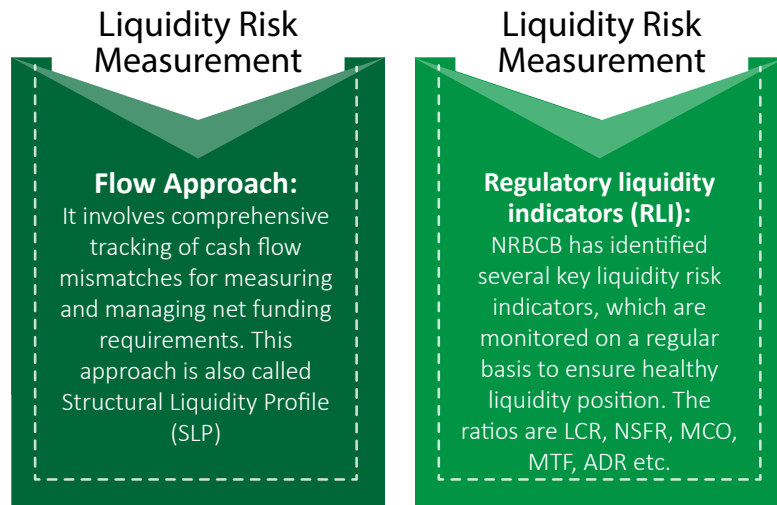 Liquidity Risk
Measurement
Flow Approach:
It involves comprehensive
tracking of cash flow
mismatches for measuring
and managing net funding
requirements. This
approach is also called
Structural Liquidity Profile
(SLP)
Liquidity Risk
Measurement
Regulatory liquidity
indicators (RLI):
NRBCB has identified
several key liquidity risk
indicators, which are
monitored on a regular
basis to ensure healthy
liquidity position. The
ratios are LCR, NSFR, MCO,
MTF, ADR etc.